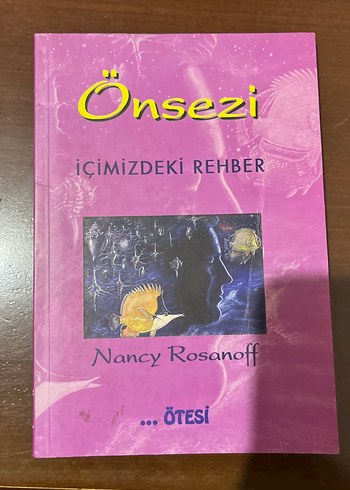 Önsezi
İÇİMİZDEKİ REHBER
Nancy Rosanoff
... ÖTESİ